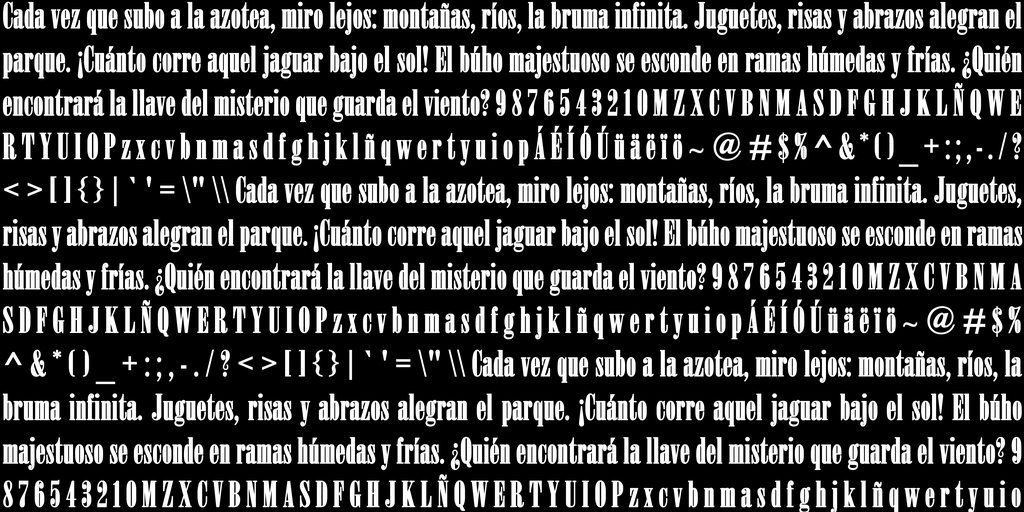 Cada vez que subo a la azotea, miro lejos: montañas, ríos, la bruma infinita. Juguetes, risas y abrazos alegran el
parque. ¡Cuánto corre aquel jaguar bajo el sol! El búho majestuoso se esconde en ramas húmedas y frías. ¿Quién
encontrará la llave del misterio que guarda el viento? 9 8 7 6 5 4 3 2 1 0 M Z X C V B N M A S D F G H J K L Ñ Q W E
R T Y U I O P z x c v b n m a s d f g h j k l ñ q w e r t y u i o p Á É Í Ó Ú ü ä ë ï ö ~ @ # $ % ^ & * ( ) _ + : ; , - . / ?
< > [ ] { } | ` ' = \" \\ Cada vez que subo a la azotea, miro lejos: montañas, ríos, la bruma infinita. Juguetes,
risas y abrazos alegran el parque. ¡Cuánto corre aquel jaguar bajo el sol! El búho majestuoso se esconde en ramas
húmedas y frías. ¿Quién encontrará la llave del misterio que guarda el viento? 9 8 7 6 5 4 3 2 1 0 M Z X C V B N M A
S D F G H J K L Ñ Q W E R T Y U I O P z x c v b n m a s d f g h j k l ñ q w e r t y u i o p Á É Í Ó Ú ü ä ë ï ö ~ @ # $ %
^ & * ( ) _ + : ; , - . / ? < > [ ] { } | ` ' = \" \\ Cada vez que subo a la azotea, miro lejos: montañas, ríos, la
bruma infinita. Juguetes, risas y abrazos alegran el parque. ¡Cuánto corre aquel jaguar bajo el sol! El búho
majestuoso se esconde en ramas húmedas y frías. ¿Quién encontrará la llave del misterio que guarda el viento? 9
8 7 6 5 4 3 2 1 0 M Z X C V B N M A S D F G H J K L Ñ Q W E R T Y U I O P z x c v b n m a s d f g h j k l ñ q w e r t y u i o